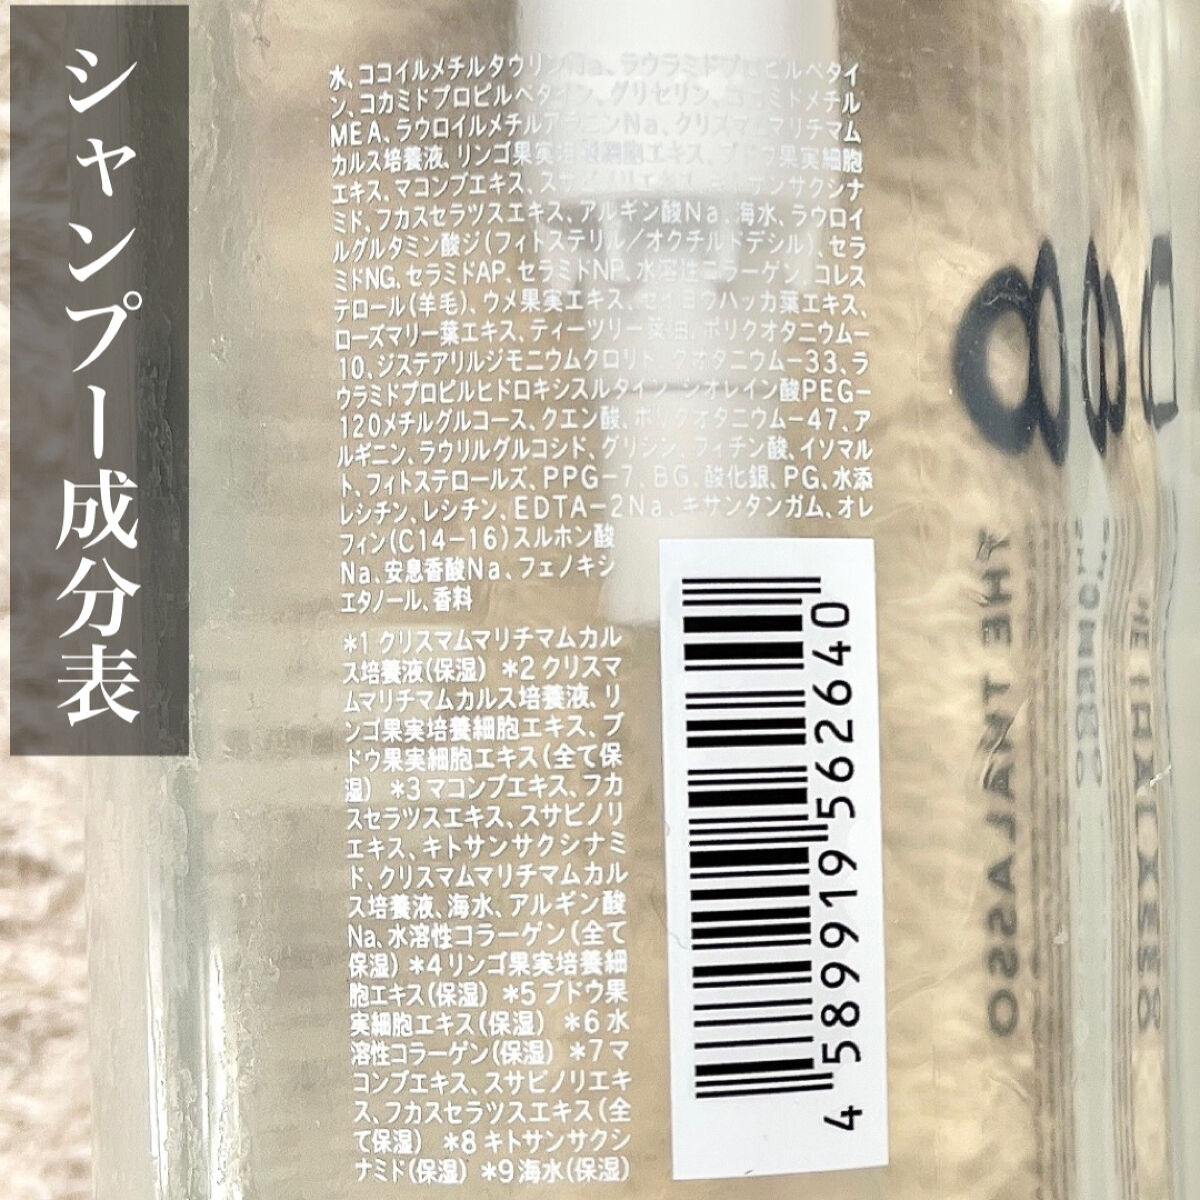 シャンプー成分表
水、ココイルメチルタウリンNa、ラウラミドプロピルベタイ
ン、コカミドプロピルベタイン、グリセリン、ココミドメチル
MEA、ラウロイルメチルアラニンNa、クリスマムマリチマム
カルス培養液、リンゴ果実培養細胞エキス、ブドウ果実細胞
エキス、マコンブエキス、スサビノリエキス、キトサンサクシナ
ミド、フカスセラツスエキス、アルギン酸Na、海水、ラウロイ
ルグルタミン酸ジ(フィトステリル/オクチルドデシル)、セラ
ミドNG、セラミドAP、セラミドNP、水溶性コラーゲン、コレス
テロール(羊毛)、ウメ果実エキス、セイヨウハッカ葉エキス、
ローズマリー葉エキス、ティーツリー葉油、ポリクオタニウム-
10、ジステアリルジモニウムクロリド、クオタニウム-33、ラ
ウラミドプロピルヒドロキシスルタイン、ジオレイン酸PEG-
120メチルグルコース、クエン酸、ポリクオタニウム-47、ア
ルギニン、ラウリルグルコシド、グリシン、フィチン酸、イソマル
ト、フィトステロールズ、PPG-7、BG、酸化銀、PG、水添
レシチン、レシチン、EDTA-2Na、キサンタンガム、オレ
フィン(C14-16)スルホン酸
Na、安息香酸Na、フェノキシ
エタノール、香料
*1 クリスマムマリチマムカル
ス培養液(保湿) *2 クリスマ
ムマリチマムカルス培養液、リ
ンゴ果実培養細胞エキス、ブ
ドウ果実細胞エキス(全て保
湿) *3 マコンブエキス、フカ
スセラツスエキス、スサビノリ
エキス、キトサンサクシナミ
ド、クリスマムマリチマムカル
ス培養液、海水、アルギン酸
Na、水溶性コラーゲン(全て
保湿) *4 リンゴ果実培養細
胞エキス(保湿) *5 ブドウ果
実細胞エキス(保湿) *6 水
溶性コラーゲン(保湿) *7 マ
コンブエキス、スサビノリエキ
ス、フカスセラツスエキス(全
て保湿) *8 キトサンサクシ
ナミド(保湿) *9 海水(保湿)
4 589919 562640
THE THALASSO